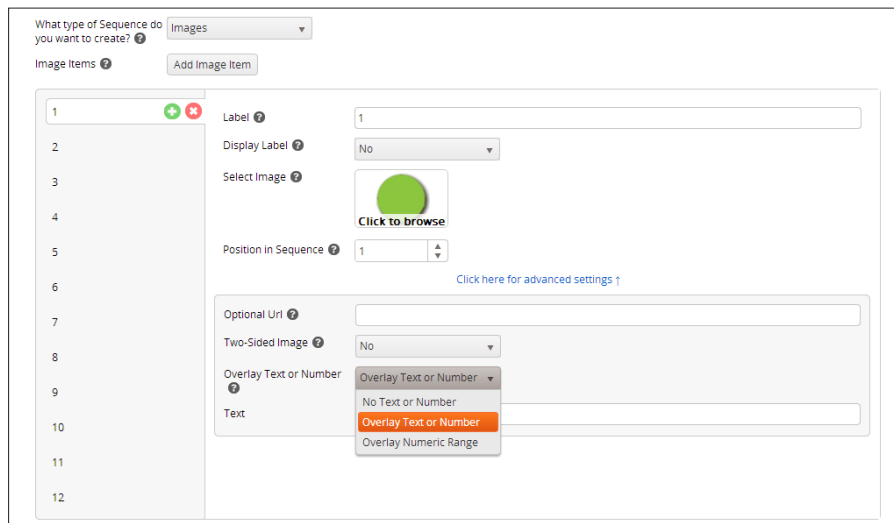 What type of Sequence do
you want to create?
Images
Image Items
Add Image Item
1
2
3
4
5
6
7
8
9
10
11
12
Label
1
Display Label
No
Select Image
Click to browse
Position in Sequence
1
Click here for advanced settings ↑
Optional Url
Two-Sided Image
No
Overlay Text or Number
Overlay Text or Number
No Text or Number
Overlay Text or Number
Overlay Numeric Range
Text